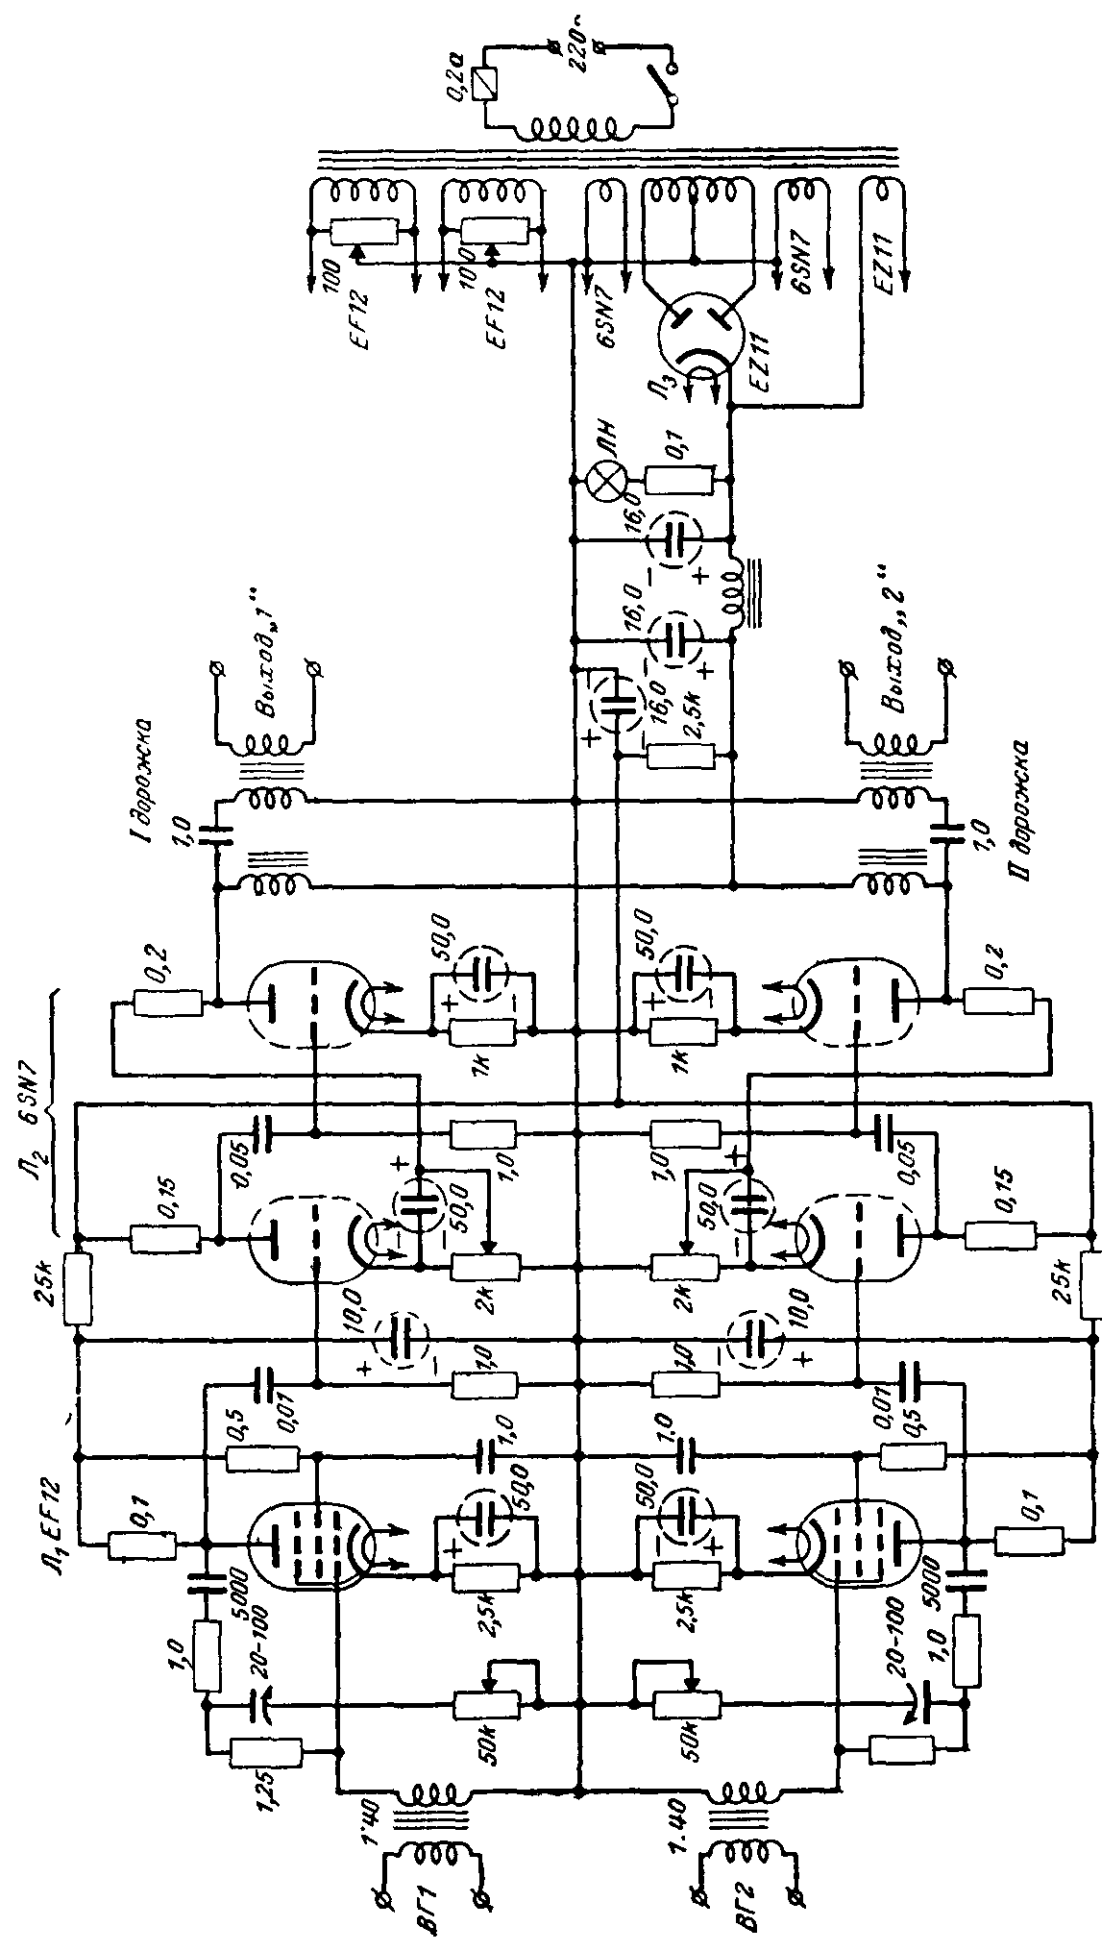 Л₁ EF12
Л₂ 6SN7
I дорожка
Выход „1“
0,1
25к
0,15
0,2
1,0
1,0
5000
0,5
0,01
0,05
20-100
1,25
10,0
50,0
50,0
50,0
1·40
50к
2,5к
1,0
1,0
2к
1,0
1к
ВГ1
100
EF12
100
EF12
6SN7
Л₃
EZ11
6SN7
EZ11
0,2а
220~
ЛН
0,1
16,0
16,0
16,0
2,5к
ВГ2
1·40
50к
2,5к
50,0
1,0
1,0
10,0
2к
50,0
1,0
1к
50,0
20-100
1,0
5000
0,1
0,01
0,5
25к
0,05
0,15
0,2
1,0
II дорожка
Выход „2“